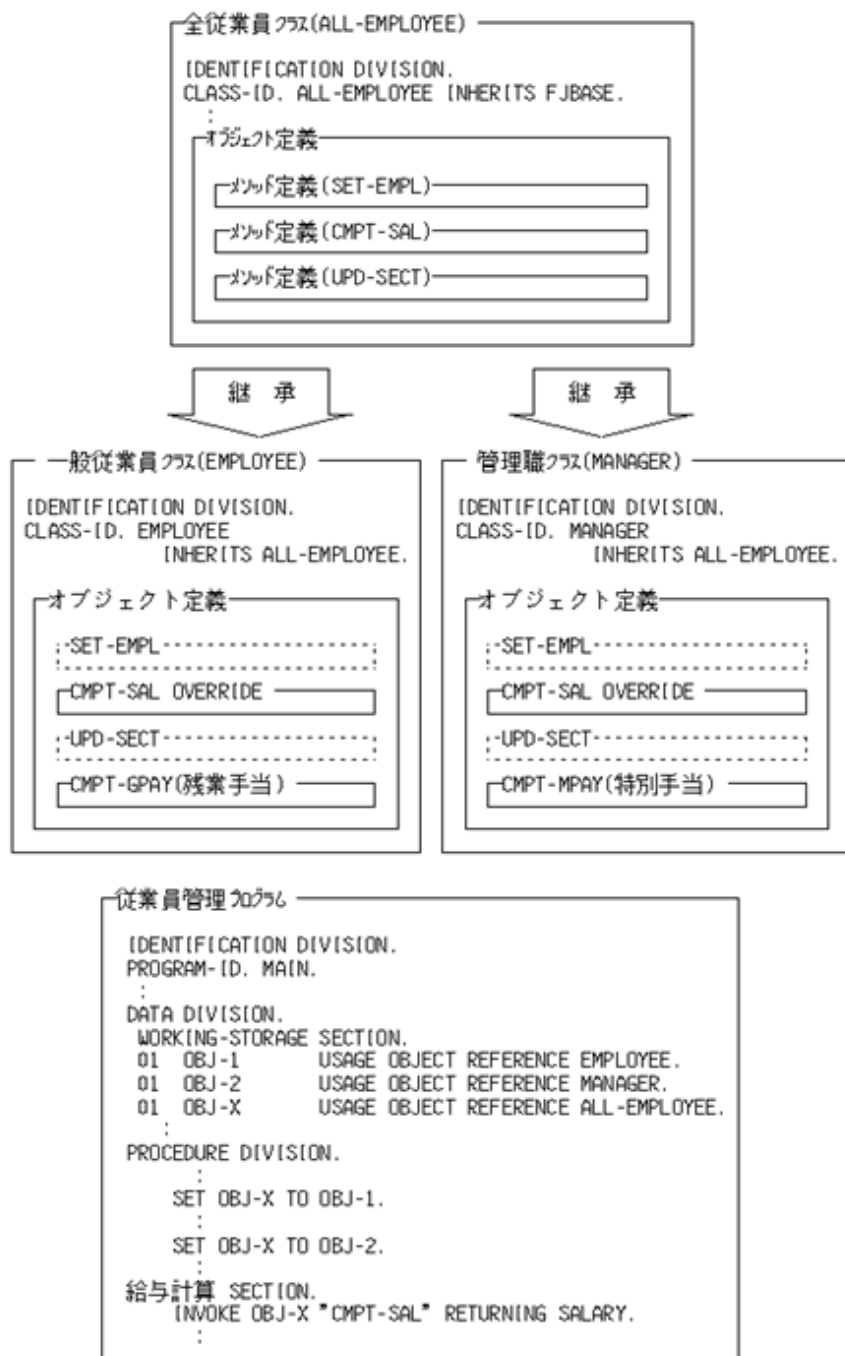 全従業員クラス(ALL-EMPLOYEE)
IDENTIFICATION DIVISION.
CLASS-ID. ALL-EMPLOYEE INHERITS FJBASE.
:
オブジェクト定義
メソッド定義(SET-EMPL)
メソッド定義(CMPT-SAL)
メソッド定義(UPD-SECT)
継 承
継 承
一般従業員クラス(EMPLOYEE)
IDENTIFICATION DIVISION.
CLASS-ID. EMPLOYEE
INHERITS ALL-EMPLOYEE.
オブジェクト定義
SET-EMPL
CMPT-SAL OVERRIDE
UPD-SECT
CMPT-GPAY(残業手当)
管理職クラス(MANAGER)
IDENTIFICATION DIVISION.
CLASS-ID. MANAGER
INHERITS ALL-EMPLOYEE.
オブジェクト定義
SET-EMPL
CMPT-SAL OVERRIDE
UPD-SECT
CMPT-MPAY(特別手当)
従業員管理プログラム
IDENTIFICATION DIVISION.
PROGRAM-ID. MAIN.
:
DATA DIVISION.
WORKING-STORAGE SECTION.
01 OBJ-1 USAGE OBJECT REFERENCE EMPLOYEE.
01 OBJ-2 USAGE OBJECT REFERENCE MANAGER.
01 OBJ-X USAGE OBJECT REFERENCE ALL-EMPLOYEE.
:
PROCEDURE DIVISION.
:
SET OBJ-X TO OBJ-1.
:
SET OBJ-X TO OBJ-2.
:
給与計算 SECTION.
INVOKE OBJ-X "CMPT-SAL" RETURNING SALARY.
: